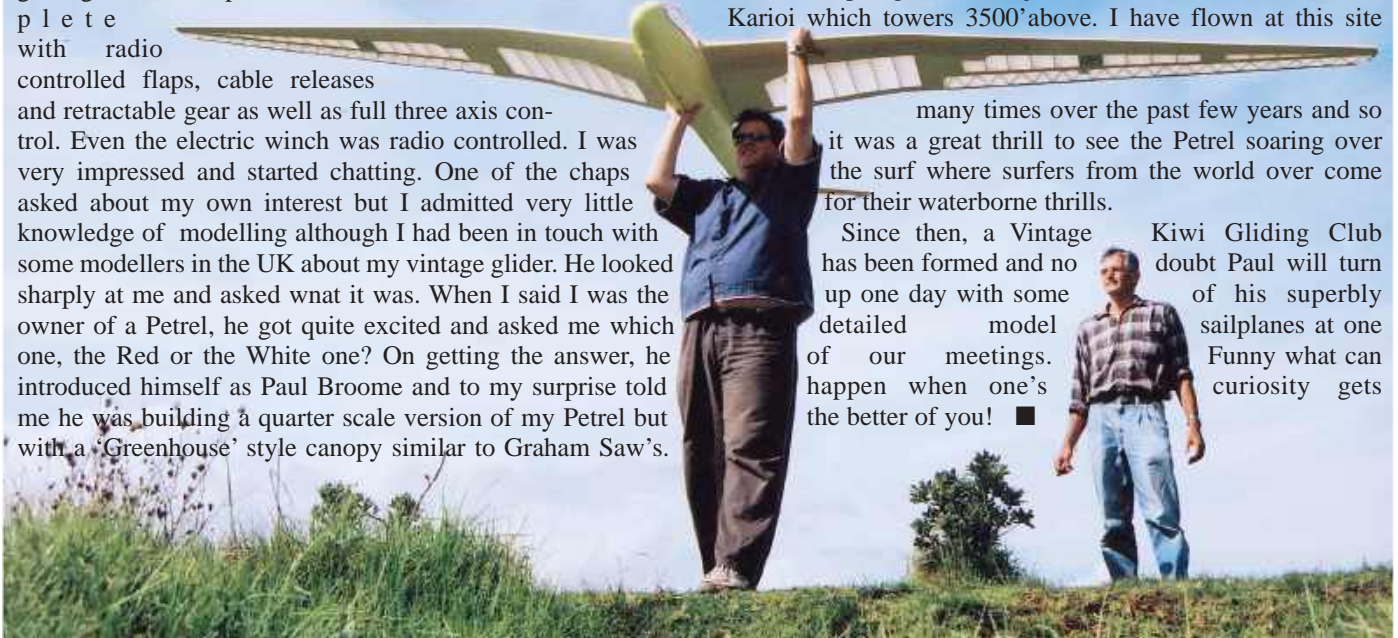 plete
with radio
controlled flaps, cable releases
and retractable gear as well as full three axis con-
trol. Even the electric winch was radio controlled. I was
very impressed and started chatting. One of the chaps
asked about my own interest but I admitted very little
knowledge of modelling although I had been in touch with
some modellers in the UK about my vintage glider. He looked
sharply at me and asked wnat it was. When I said I was the
owner of a Petrel, he got quite excited and asked me which
one, the Red or the White one? On getting the answer, he
introduced himself as Paul Broome and to my surprise told
me he was building a quarter scale version of my Petrel but
with a ‘Greenhouse’ style canopy similar to Graham Saw’s.
Karioi which towers 3500’above. I have flown at this site
many times over the past few years and so
it was a great thrill to see the Petrel soaring over
the surf where surfers from the world over come
for their waterborne thrills.
Since then, a Vintage Kiwi Gliding Club
has been formed and no doubt Paul will turn
up one day with some of his superbly
detailed model sailplanes at one
of our meetings. Funny what can
happen when one’s curiosity gets
the better of you! ■